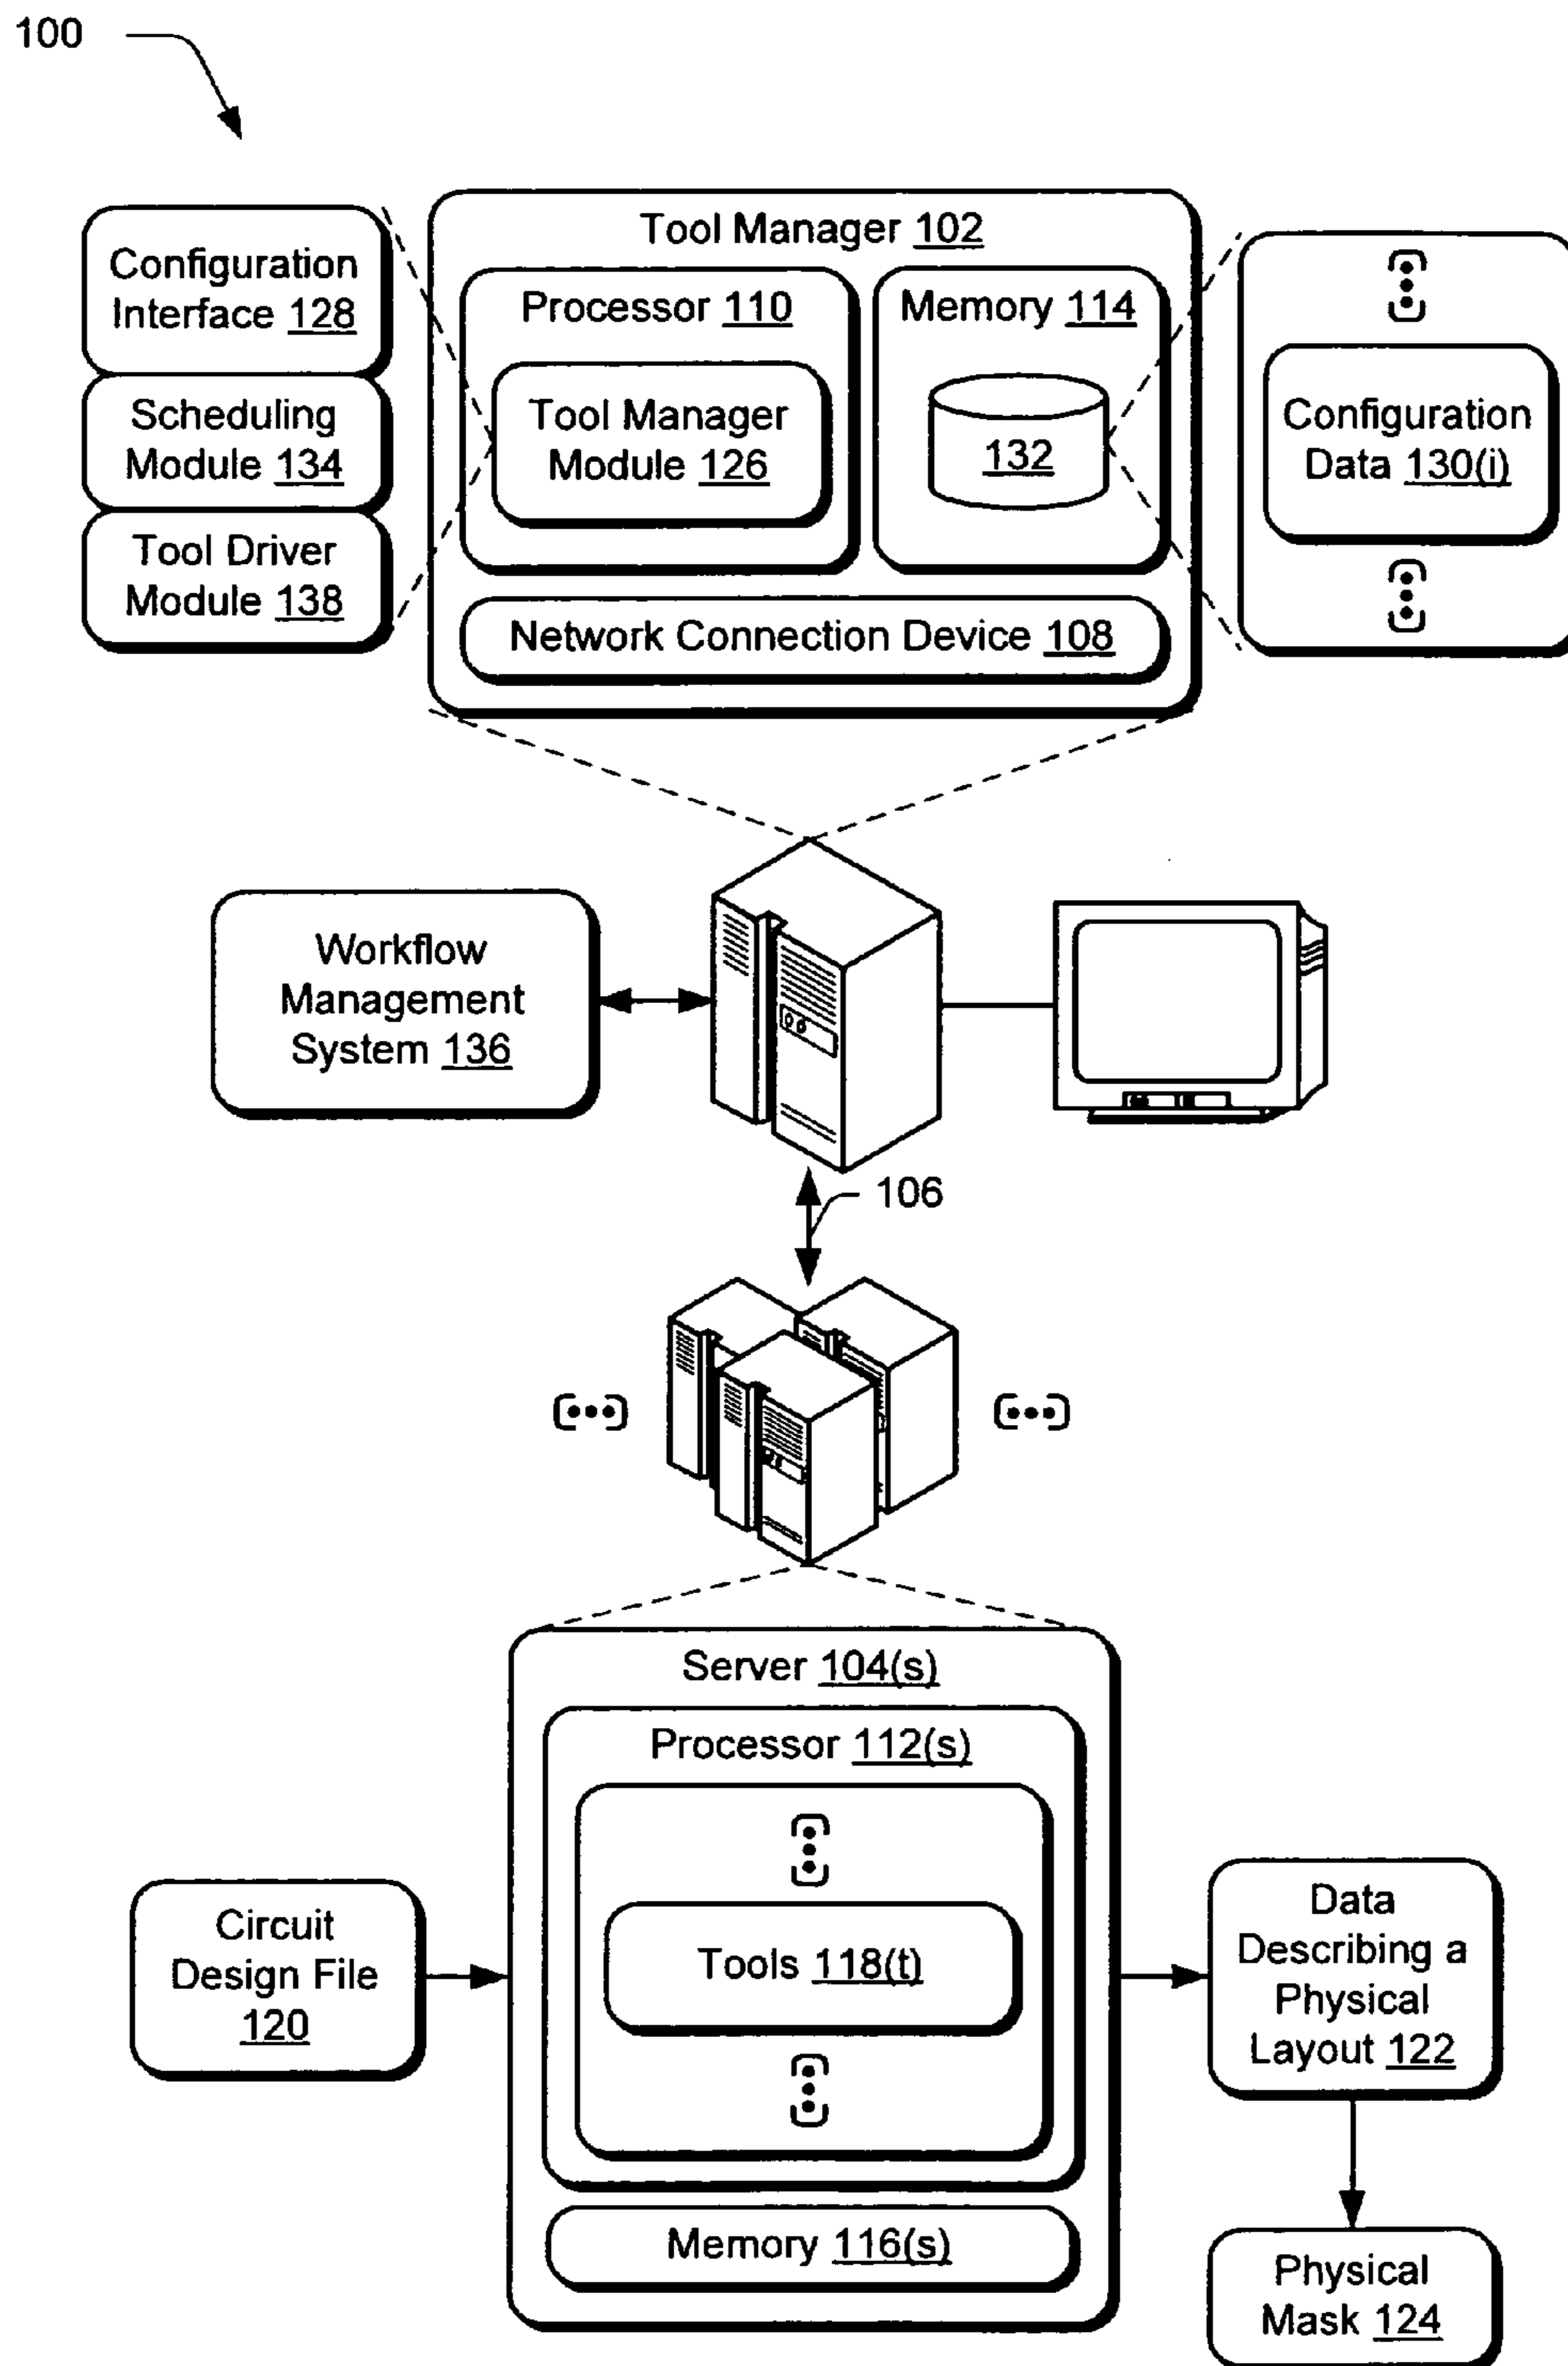 100
Tool Manager 102
Configuration
Interface 128
Scheduling
Module 134
Tool Driver
Module 138
Processor 110
Tool Manager
Module 126
Memory 114
132
Network Connection Device 108
Configuration
Data 130(i)
Workflow
Management
System 136
106
Server 104(s)
Processor 112(s)
Tools 118(t)
Memory 116(s)
Circuit
Design File
120
Data
Describing a
Physical
Layout 122
Physical
Mask 124